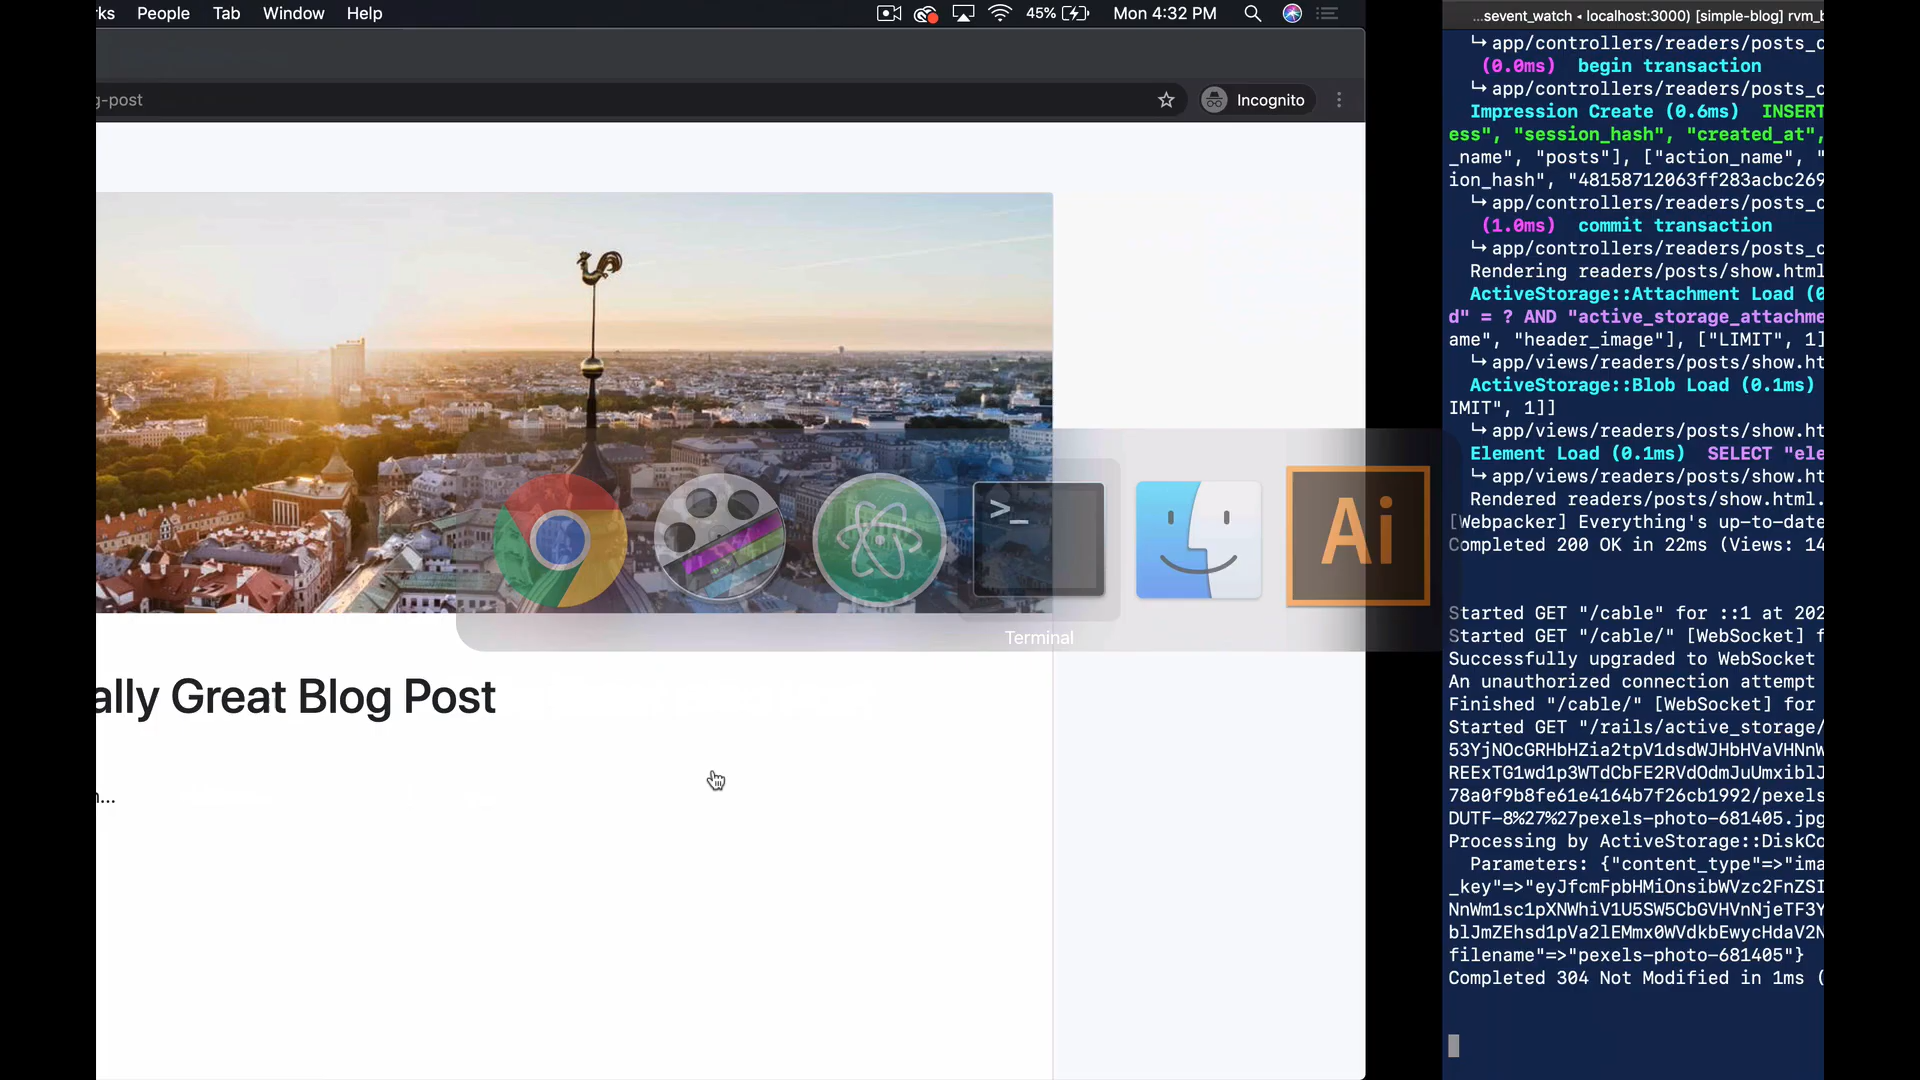 ks People Tab Window Help 45% Mon 4:32 PM
g-post Incognito
ally Great Blog Post
n...
>_
Ai
Terminal
...sevent_watch ◂ localhost:3000) [simple-blog] rvm_b
↳ app/controllers/readers/posts_c
(0.0ms) begin transaction
↳ app/controllers/readers/posts_c
Impression Create (0.6ms) INSERT
ess", "session_hash", "created_at",
_name", "posts"], ["action_name", "
ion_hash", "48158712063ff283acbc269
↳ app/controllers/readers/posts_c
(1.0ms) commit transaction
↳ app/controllers/readers/posts_c
Rendering readers/posts/show.html
ActiveStorage::Attachment Load (0
d" = ? AND "active_storage_attachme
ame", "header_image"], ["LIMIT", 1]
↳ app/views/readers/posts/show.ht
ActiveStorage::Blob Load (0.1ms)
IMIT", 1]]
↳ app/views/readers/posts/show.ht
Element Load (0.1ms) SELECT "ele
↳ app/views/readers/posts/show.ht
Rendered readers/posts/show.html.
[Webpacker] Everything's up-to-date
Completed 200 OK in 22ms (Views: 14
Started GET "/cable" for ::1 at 202
Started GET "/cable/" [WebSocket] f
Successfully upgraded to WebSocket
An unauthorized connection attempt
Finished "/cable/" [WebSocket] for
Started GET "/rails/active_storage/
53YjNOcGRHbHZia2tpV1dsdWJHbHVaVHNnW
REExTG1wd1p3WTdCbFE2RVdOdmJuUmxiblJ
78a0f9b8fe61e4164b7f26cb1992/pexels
DUTF-8%27%27pexels-photo-681405.jpg
Processing by ActiveStorage::DiskCo
Parameters: {"content_type"=>"ima
_key"=>"eyJfcmFpbHMiOnsibWVzc2FnZSI
NnWm1sc1pXNWhiV1U5SW5CbGVHVnNjeTF3Y
blJmZEhsd1pVa2lEMmx0WVdkbEwycHdaV2N
filename"=>"pexels-photo-681405"}
Completed 304 Not Modified in 1ms (